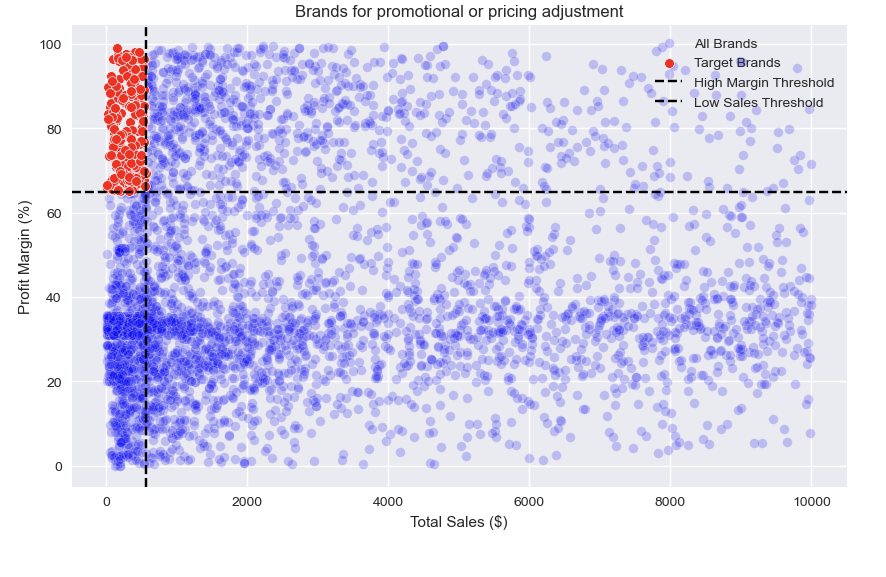 Brands for promotional or pricing adjustment
All Brands
Target Brands
High Margin Threshold
Low Sales Threshold
Profit Margin (%)
100
80
60
40
20
0
0 2000 4000 6000 8000 10000
Total Sales ($)